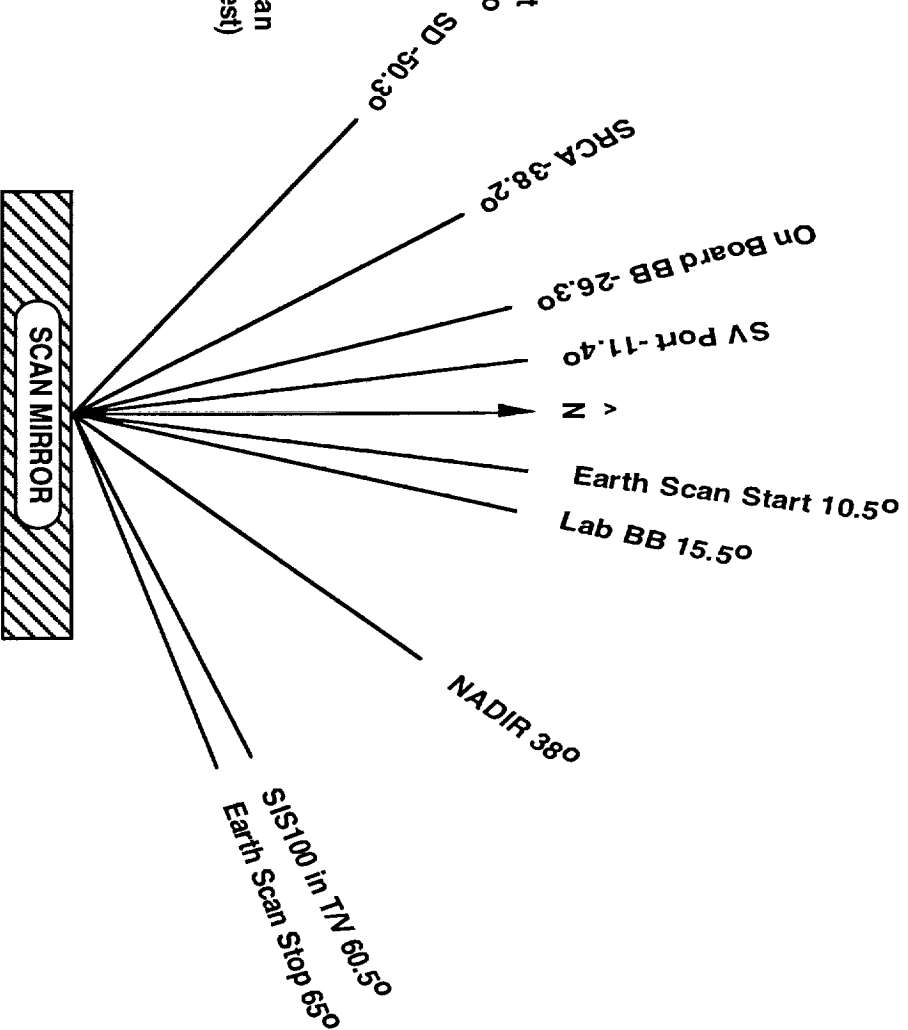 SD -50.3º
SRCA -38.2º
On Board BB -26.3º
SV Port -11.4º
^
N
Earth Scan Start 10.5º
Lab BB 15.5º
NADIR 38º
SIS100 in T/V 60.5º
Earth Scan Stop 65º
SCAN MIRROR